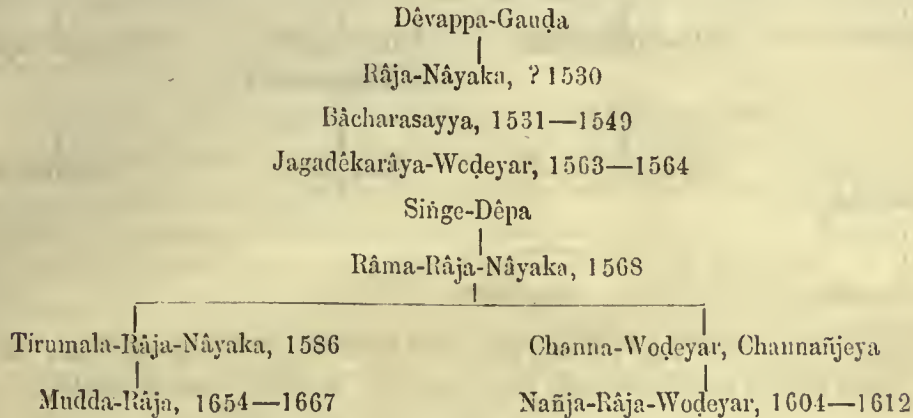 Dêvappa-Gauḍa
Râja-Nâyaka, ? 1530
Bâcharasayya, 1531—1549
Jagadêkarâya-Woḍeyar, 1563—1564
Siṅge-Dêpa
Râma-Râja-Nâyaka, 1568
Tirumala-Râja-Nâyaka, 1586 Channa-Woḍeyar, Channañjeya
Mudda-Râja, 1654—1667 Nañja-Râja-Woḍeyar, 1604—1612